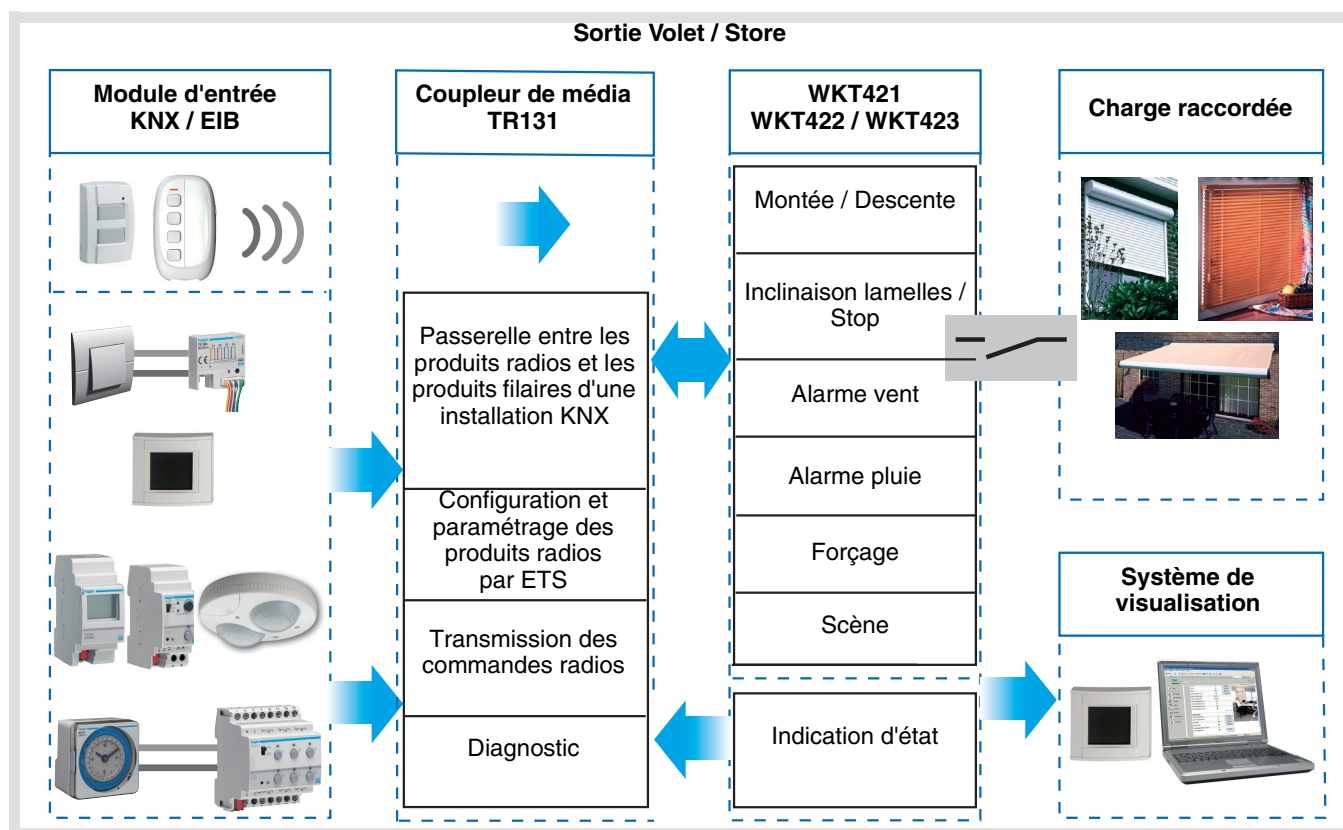 Sortie Volet / Store
Module d'entrée
KNX / EIB
Coupleur de média
TR131
WKT421
WKT422 / WKT423
Charge raccordée
Montée / Descente
Inclinaison lamelles /
Stop
Passerelle entre les
produits radios et les
produits filaires d'une
installation KNX
Alarme vent
Alarme pluie
Configuration et
paramétrage des
produits radios
par ETS
Forçage
Système de
visualisation
Scène
Transmission des
commandes radios
Indication d'état
Diagnostic